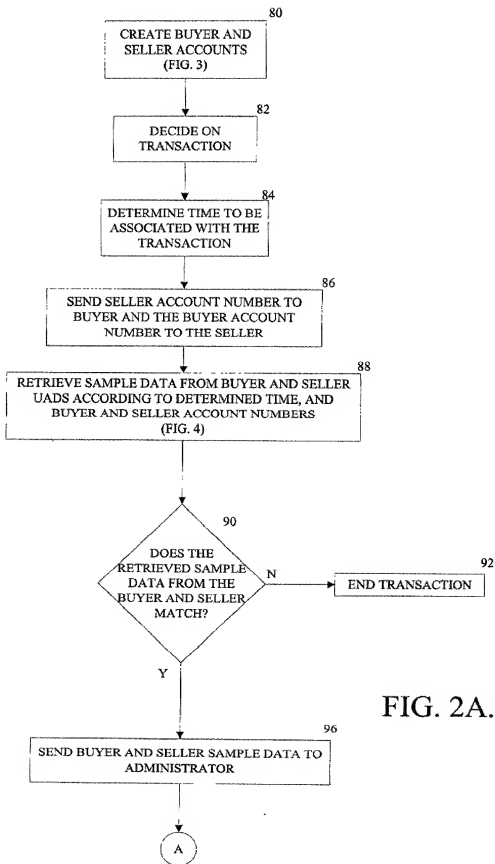 80
CREATE BUYER AND
SELLER ACCOUNTS
(FIG. 3)
82
DECIDE ON
TRANSACTION
84
DETERMINE TIME TO BE
ASSOCIATED WITH THE
TRANSACTION
86
SEND SELLER ACCOUNT NUMBER TO
BUYER AND THE BUYER ACCOUNT
NUMBER TO THE SELLER
88
RETRIEVE SAMPLE DATA FROM BUYER AND SELLER
UADS ACCORDING TO DETERMINED TIME, AND
BUYER AND SELLER ACCOUNT NUMBERS
(FIG. 4)
90
DOES THE
RETRIEVED SAMPLE
DATA FROM THE
BUYER AND SELLER
MATCH?
N
92
END TRANSACTION
Y
FIG. 2A.
96
SEND BUYER AND SELLER SAMPLE DATA TO
ADMINISTRATOR
A